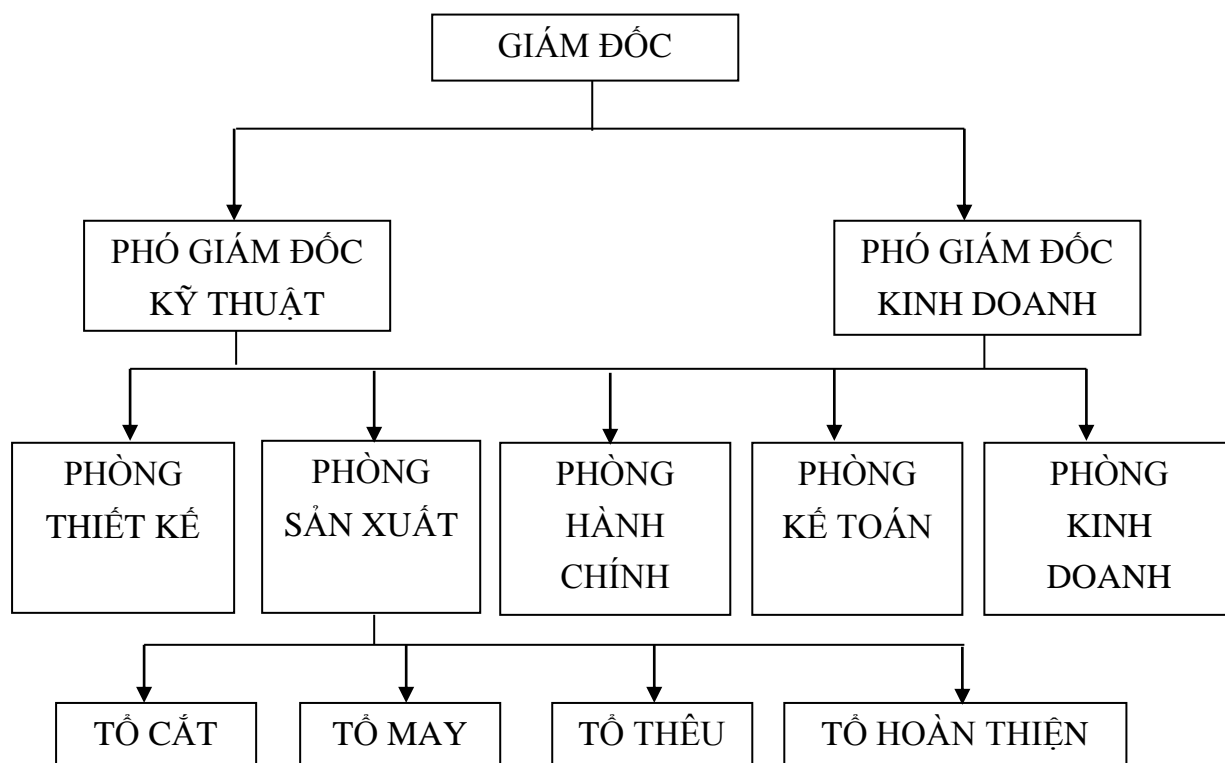 GIÁM ĐỐC
PHÓ GIÁM ĐỐC
KỸ THUẬT
PHÓ GIÁM ĐỐC
KINH DOANH
PHÒNG
THIẾT KẾ
PHÒNG
SẢN XUẤT
PHÒNG
HÀNH
CHÍNH
PHÒNG
KẾ TOÁN
PHÒNG
KINH
DOANH
TỔ CẮT
TỔ MAY
TỔ THÊU
TỔ HOÀN THIỆN